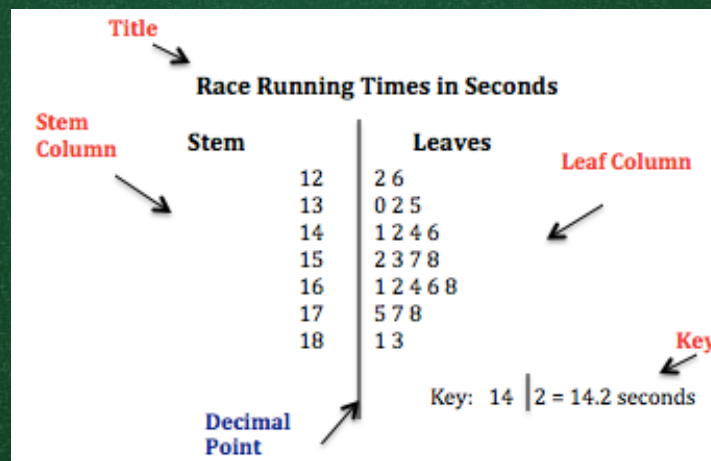 Title
Race Running Times in Seconds
Stem
Column
Stem Leaves
Leaf Column
12 2 6
13 0 2 5
14 1 2 4 6
15 2 3 7 8
16 1 2 4 6 8
17 5 7 8
18 1 3
Key
Key: 14 | 2 = 14.2 seconds
Decimal
Point